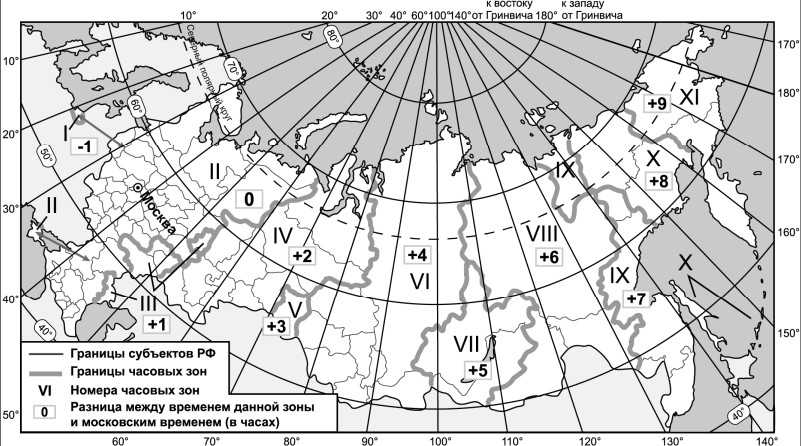 к востоку от Гринвича
к западу от Гринвича
10° 20° 30° 40° 60° 100° 140° 180°
170°
180°
170°
160°
150°
10°
20°
30°
40°
50°
80°
70°
60°
50°
40°
40°
Северный полярный круг
I
-1
II
0
II
Москва
III
+1
IV
+2
V
+3
+4
VI
VII
+5
VIII
+6
IX
IX
+7
X
+8
X
+9
XI
Границы субъектов РФ
Границы часовых зон
VI Номера часовых зон
0 Разница между временем данной зоны
и московским временем (в часах)
60° 70° 80° 90° 100° 110° 120° 130° 140°